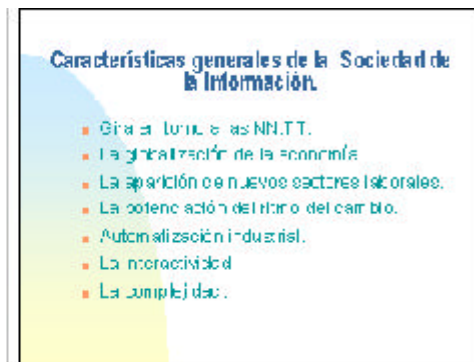 Características generales de la Sociedad de
la Información.
Gira en torno a las NN.TT.
La globalización de la economía
La aparición de nuevos sectores laborales.
La potenciación del ritmo del cambio.
Automatización industrial.
La interactividad
La complejidad.